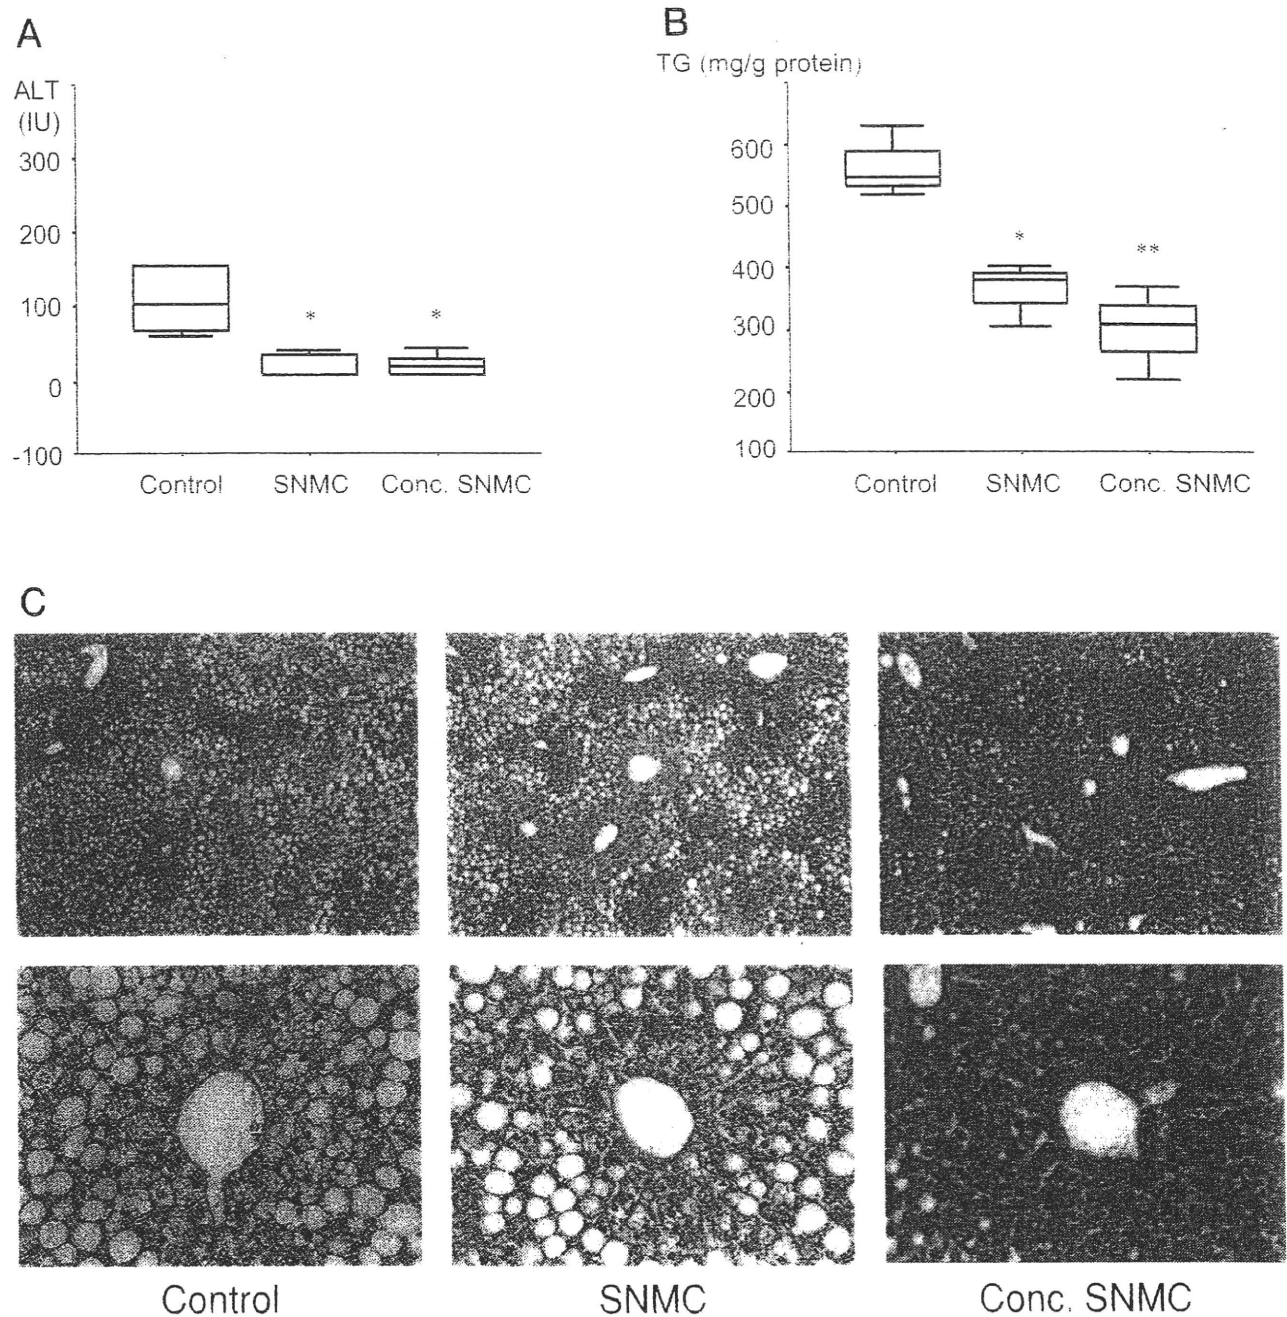 A
ALT
(IU)
300
200
100
0
-100
*
*
Control
SNMC
Conc. SNMC
B
TG (mg/g protein)
600
500
400
300
200
100
*
**
Control
SNMC
Conc. SNMC
C
Control
SNMC
Conc. SNMC